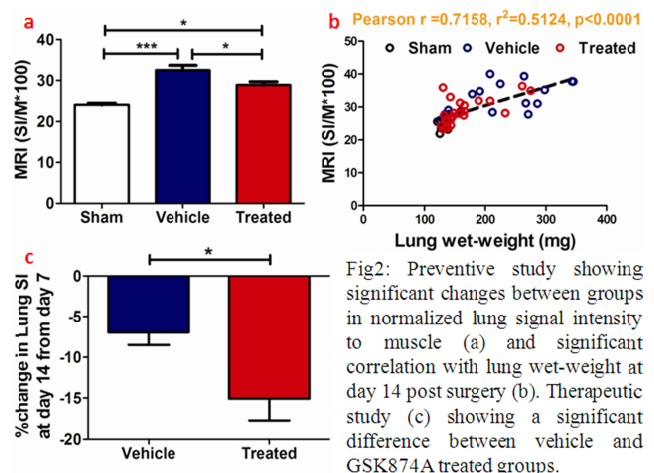 a
*
***
*
MRI (SI/M*100)
40
30
20
10
0
Sham
Vehicle
Treated
b
Pearson r =0.7158, r²=0.5124, p<0.0001
Sham
Vehicle
Treated
MRI (SI/M*100)
50
40
30
20
10
0
0
100
200
300
400
Lung wet-weight (mg)
c
*
%change in Lung SI
at day 14 from day 7
0
-5
-10
-15
-20
Vehicle
Treated
Fig2: Preventive study showing
significant changes between groups
in normalized lung signal intensity
to muscle (a) and significant
correlation with lung wet-weight at
day 14 post surgery (b). Therapeutic
study (c) showing a significant
difference between vehicle and
GSK874A treated groups.